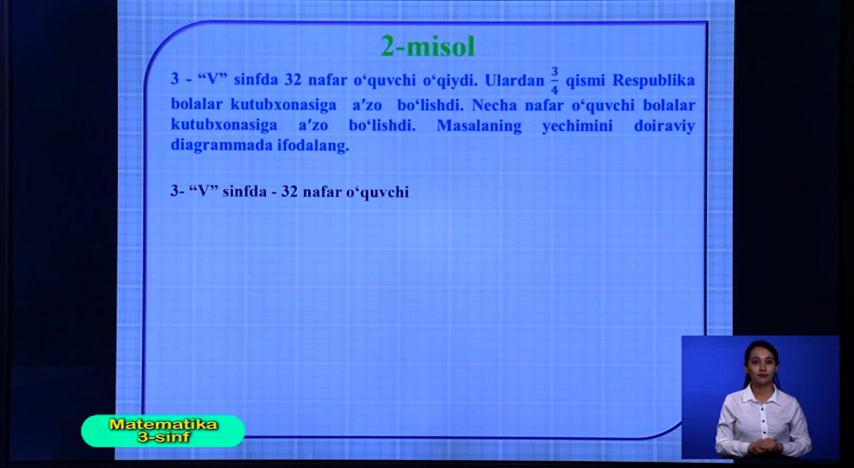 2-misol
3 - “V” sinfda 32 nafar o‘quvchi o‘qiydi. Ulardan 3/4 qismi Respublika
bolalar kutubxonasiga a’zo bo‘lishdi. Necha nafar o‘quvchi bolalar
kutubxonasiga a’zo bo‘lishdi. Masalaning yechimini doiraviy
diagrammada ifodalang.
3- “V” sinfda - 32 nafar o‘quvchi
Matematika
3-sinf